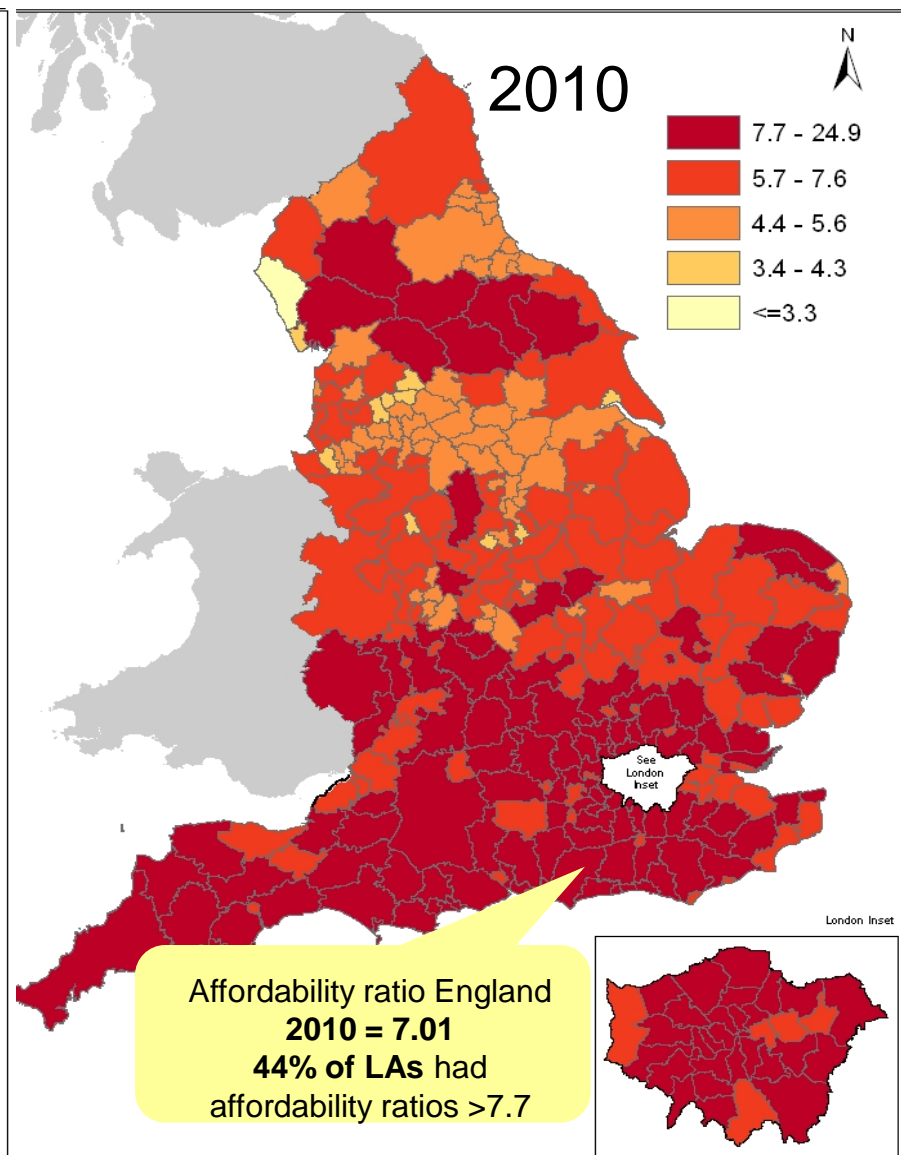 N
2010
7.7 - 24.9
5.7 - 7.6
4.4 - 5.6
3.4 - 4.3
<=3.3
See
London
Inset
London Inset
Affordability ratio England
2010 = 7.01
44% of LAs had
affordability ratios >7.7